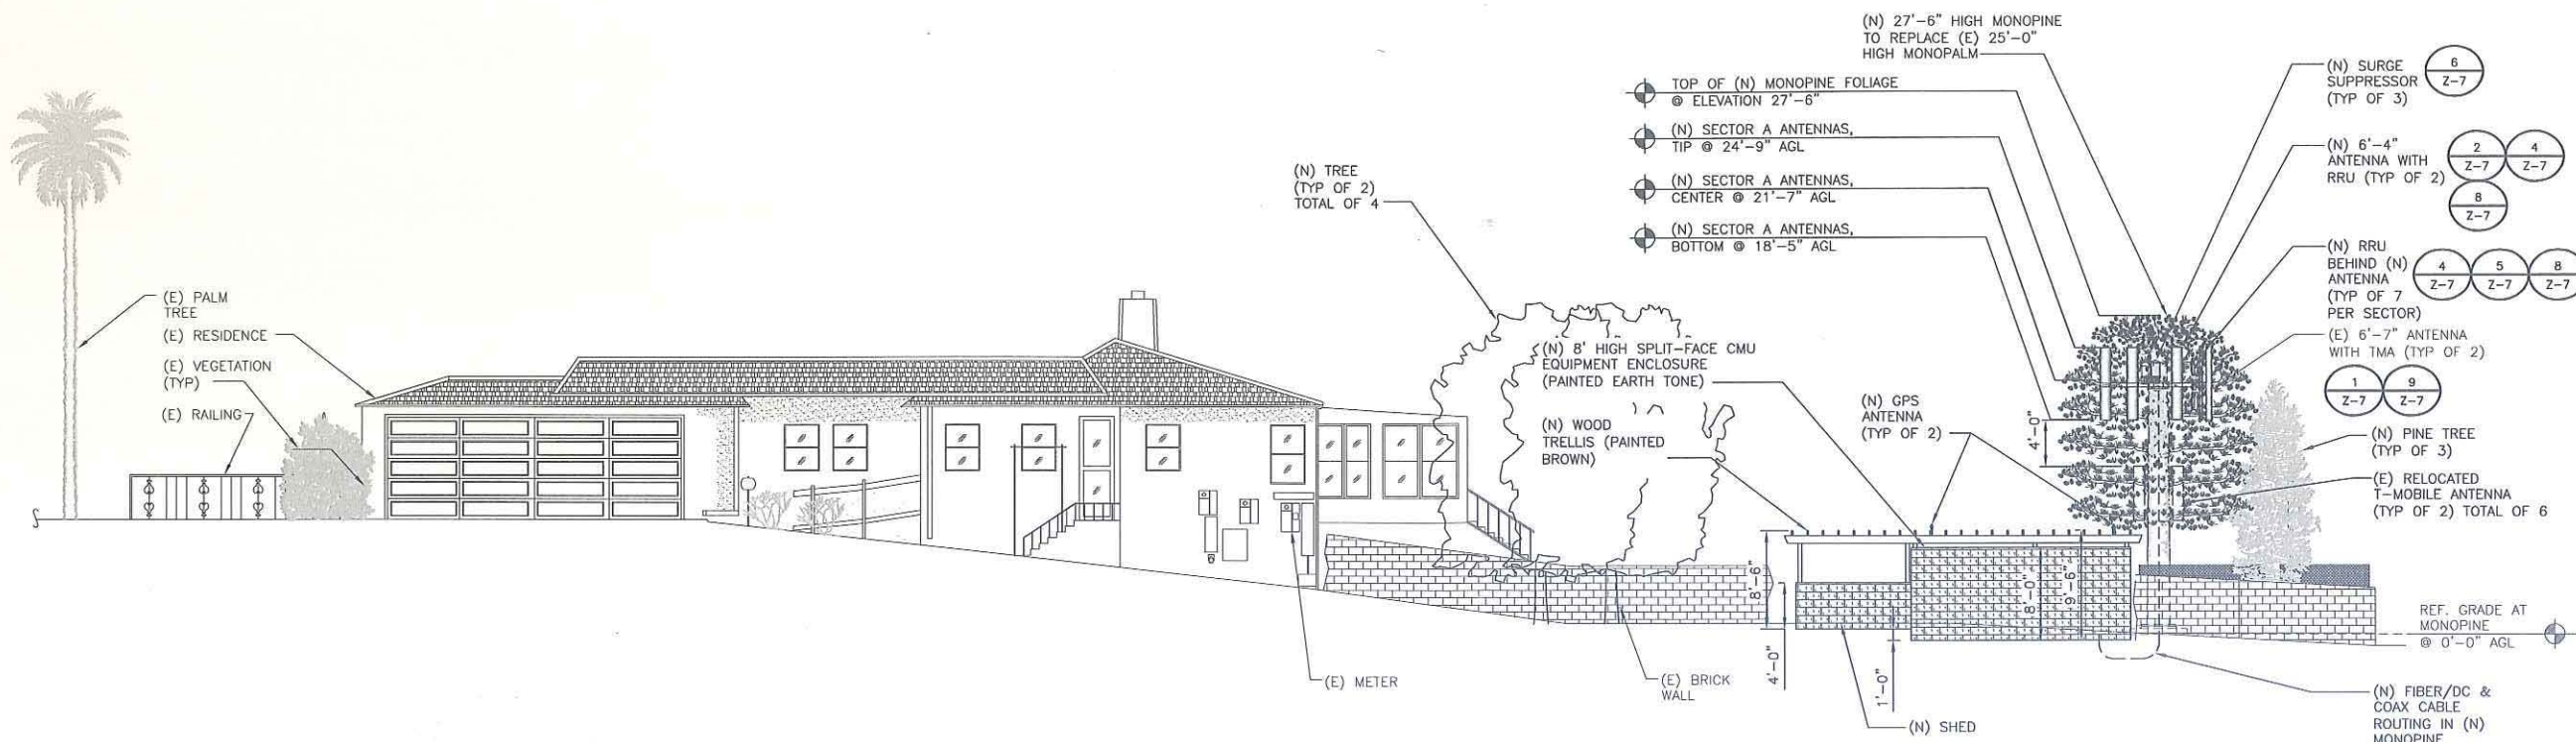 (N) 27'-6" HIGH MONOPINE
TO REPLACE (E) 25'-0"
HIGH MONOPALM
TOP OF (N) MONOPINE FOLIAGE
@ ELEVATION 27'-6"
(N) SECTOR A ANTENNAS,
TIP @ 24'-9" AGL
(N) SECTOR A ANTENNAS,
CENTER @ 21'-7" AGL
(N) SECTOR A ANTENNAS,
BOTTOM @ 18'-5" AGL
(N) SURGE
SUPPRESSOR
(TYP OF 3)
6
Z-7
(N) 6'-4"
ANTENNA WITH
RRU (TYP OF 2)
2
Z-7
4
Z-7
8
Z-7
(N) RRU
BEHIND (N)
ANTENNA
(TYP OF 7
PER SECTOR)
4
Z-7
5
Z-7
8
Z-7
(E) 6'-7" ANTENNA
WITH TMA (TYP OF 2)
1
Z-7
9
Z-7
(N) PINE TREE
(TYP OF 3)
(E) RELOCATED
T-MOBILE ANTENNA
(TYP OF 2) TOTAL OF 6
(N) TREE
(TYP OF 2)
TOTAL OF 4
(E) PALM
TREE
(E) RESIDENCE
(E) VEGETATION
(TYP)
(E) RAILING
(N) 8' HIGH SPLIT-FACE CMU
EQUIPMENT ENCLOSURE
(PAINTED EARTH TONE)
(N) WOOD
TRELLIS (PAINTED
BROWN)
(N) GPS
ANTENNA
(TYP OF 2)
4'-0"
8'-6"
4'-0"
1'-0"
8'-0"
9'-6"
REF. GRADE AT
MONOPINE
@ 0'-0" AGL
(E) METER
(E) BRICK
WALL
(N) SHED
(N) FIBER/DC &
COAX CABLE
ROUTING IN (N)
MONOPINE